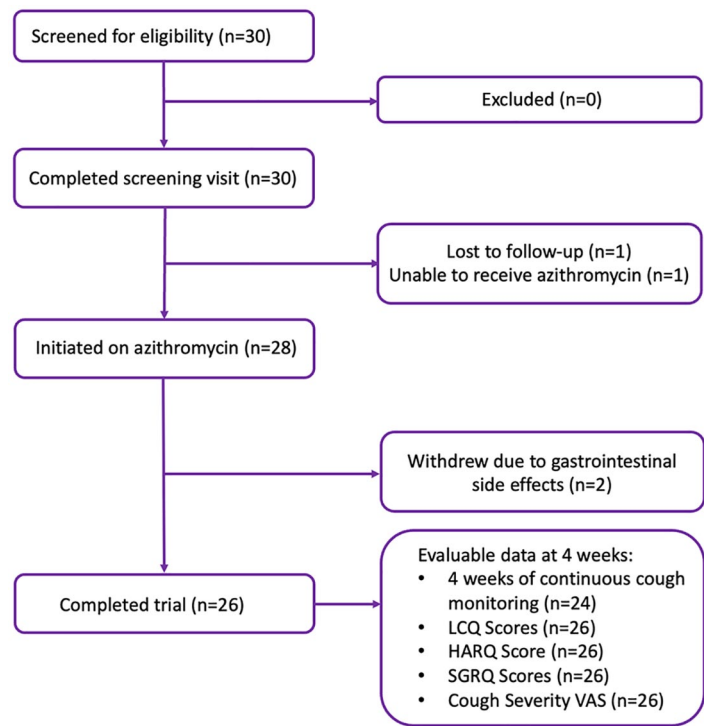 Screened for eligibility (n=30)
Excluded (n=0)
Completed screening visit (n=30)
Lost to follow-up (n=1)
Unable to receive azithromycin (n=1)
Initiated on azithromycin (n=28)
Withdrew due to gastrointestinal
side effects (n=2)
Completed trial (n=26)
Evaluable data at 4 weeks:
• 4 weeks of continuous cough
monitoring (n=24)
• LCQ Scores (n=26)
• HARQ Score (n=26)
• SGRQ Scores (n=26)
• Cough Severity VAS (n=26)